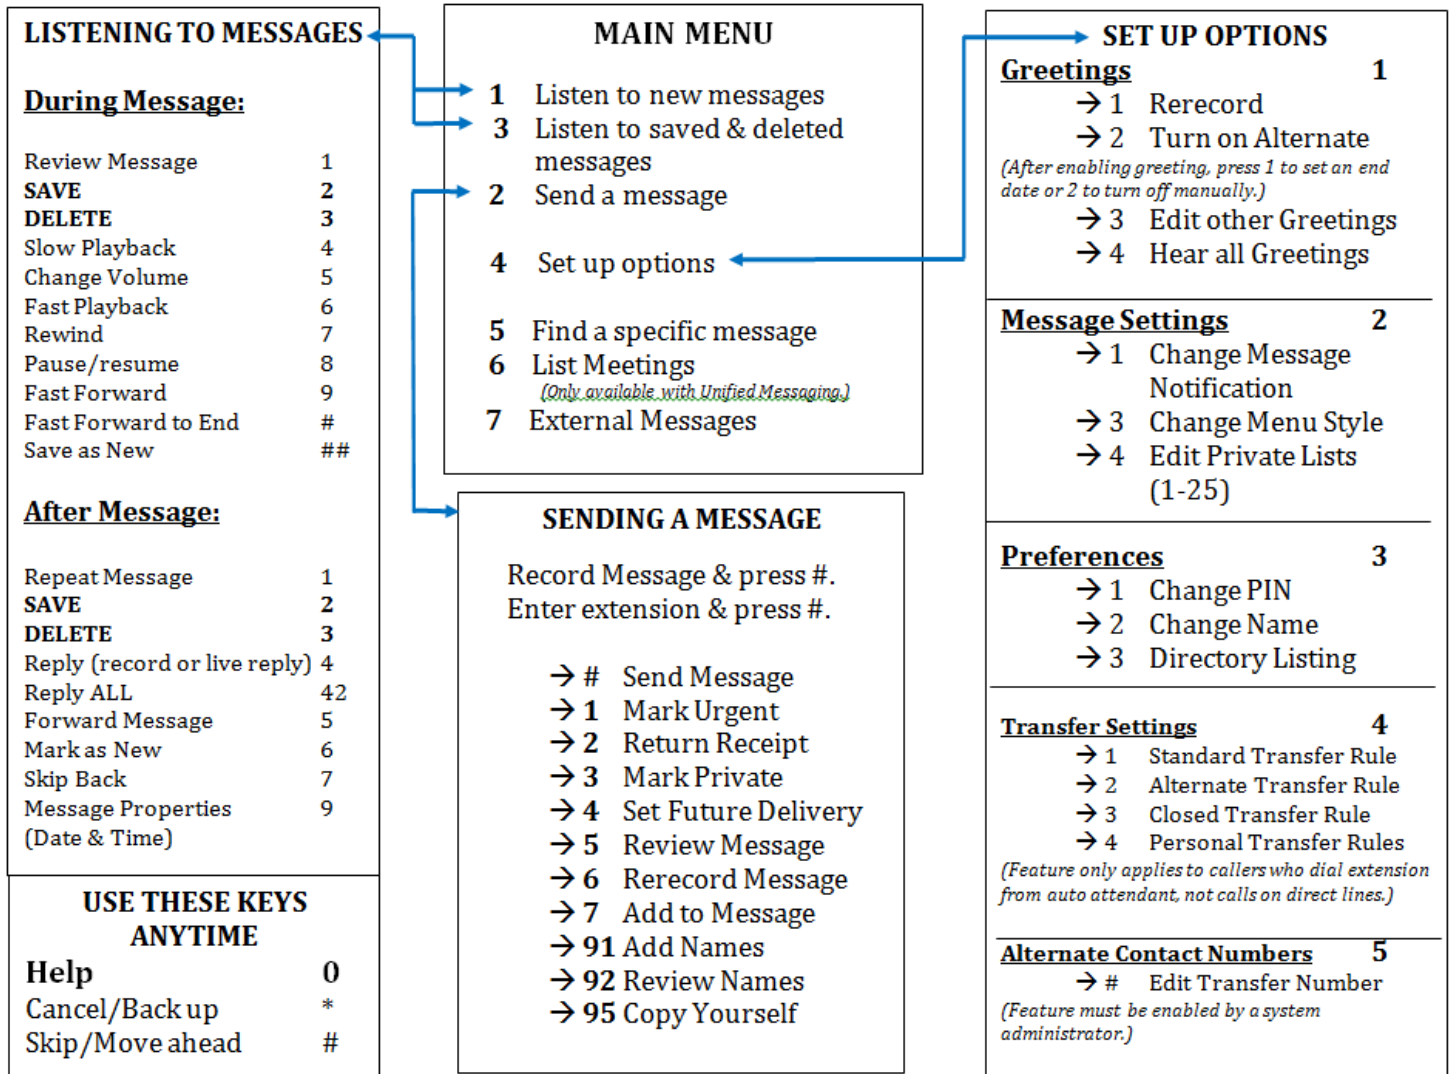 LISTENING TO MESSAGES
During Message:
Review Message 1
SAVE 2
DELETE 3
Slow Playback 4
Change Volume 5
Fast Playback 6
Rewind 7
Pause/resume 8
Fast Forward 9
Fast Forward to End #
Save as New ##
After Message:
Repeat Message 1
SAVE 2
DELETE 3
Reply (record or live reply) 4
Reply ALL 42
Forward Message 5
Mark as New 6
Skip Back 7
Message Properties 9
(Date & Time)
USE THESE KEYS
ANYTIME
Help 0
Cancel/Back up *
Skip/Move ahead #
MAIN MENU
1 Listen to new messages
3 Listen to saved & deleted
messages
2 Send a message
4 Set up options
5 Find a specific message
6 List Meetings
(Only available with Unified Messaging.)
7 External Messages
SENDING A MESSAGE
Record Message & press #.
Enter extension & press #.
→ # Send Message
→ 1 Mark Urgent
→ 2 Return Receipt
→ 3 Mark Private
→ 4 Set Future Delivery
→ 5 Review Message
→ 6 Rerecord Message
→ 7 Add to Message
→ 91 Add Names
→ 92 Review Names
→ 95 Copy Yourself
SET UP OPTIONS
Greetings 1
→ 1 Rerecord
→ 2 Turn on Alternate
(After enabling greeting, press 1 to set an end
date or 2 to turn off manually.)
→ 3 Edit other Greetings
→ 4 Hear all Greetings
Message Settings 2
→ 1 Change Message
Notification
→ 3 Change Menu Style
→ 4 Edit Private Lists
(1-25)
Preferences 3
→ 1 Change PIN
→ 2 Change Name
→ 3 Directory Listing
Transfer Settings 4
→ 1 Standard Transfer Rule
→ 2 Alternate Transfer Rule
→ 3 Closed Transfer Rule
→ 4 Personal Transfer Rules
(Feature only applies to callers who dial extension
from auto attendant, not calls on direct lines.)
Alternate Contact Numbers 5
→ # Edit Transfer Number
(Feature must be enabled by a system
administrator.)